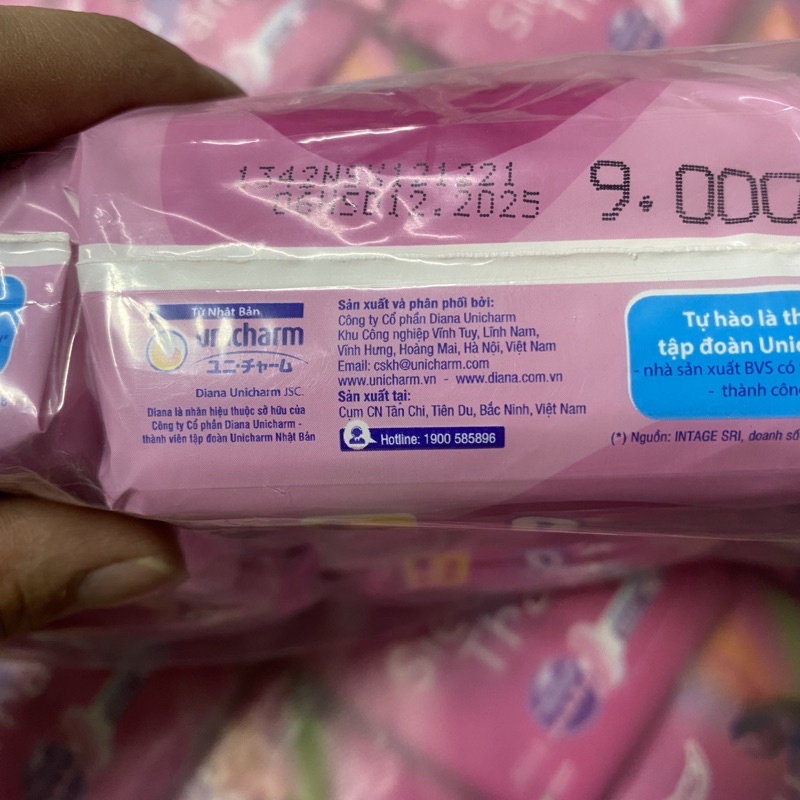 1342NSX121221
06HSD12.2025
9.000
Từ Nhật Bản
unicharm
ユニ・チャーム
Diana Unicharm JSC.
Diana là nhãn hiệu thuộc sở hữu của
Công ty Cổ phần Diana Unicharm -
thành viên tập đoàn Unicharm Nhật Bản
Sản xuất và phân phối bởi:
Công ty Cổ phần Diana Unicharm
Khu Công nghiệp Vĩnh Tuy, Lĩnh Nam,
Vĩnh Hưng, Hoàng Mai, Hà Nội, Việt Nam
Email: cskh@unicharm.com
www.unicharm.vn - www.diana.com.vn
Sản xuất tại:
Cụm CN Tân Chi, Tiên Du, Bắc Ninh, Việt Nam
Hotline: 1900 585896
Tự hào là th
tập đoàn Unic
- nhà sản xuất BVS có
- thành côn
(*) Nguồn: INTAGE SRI, doanh số